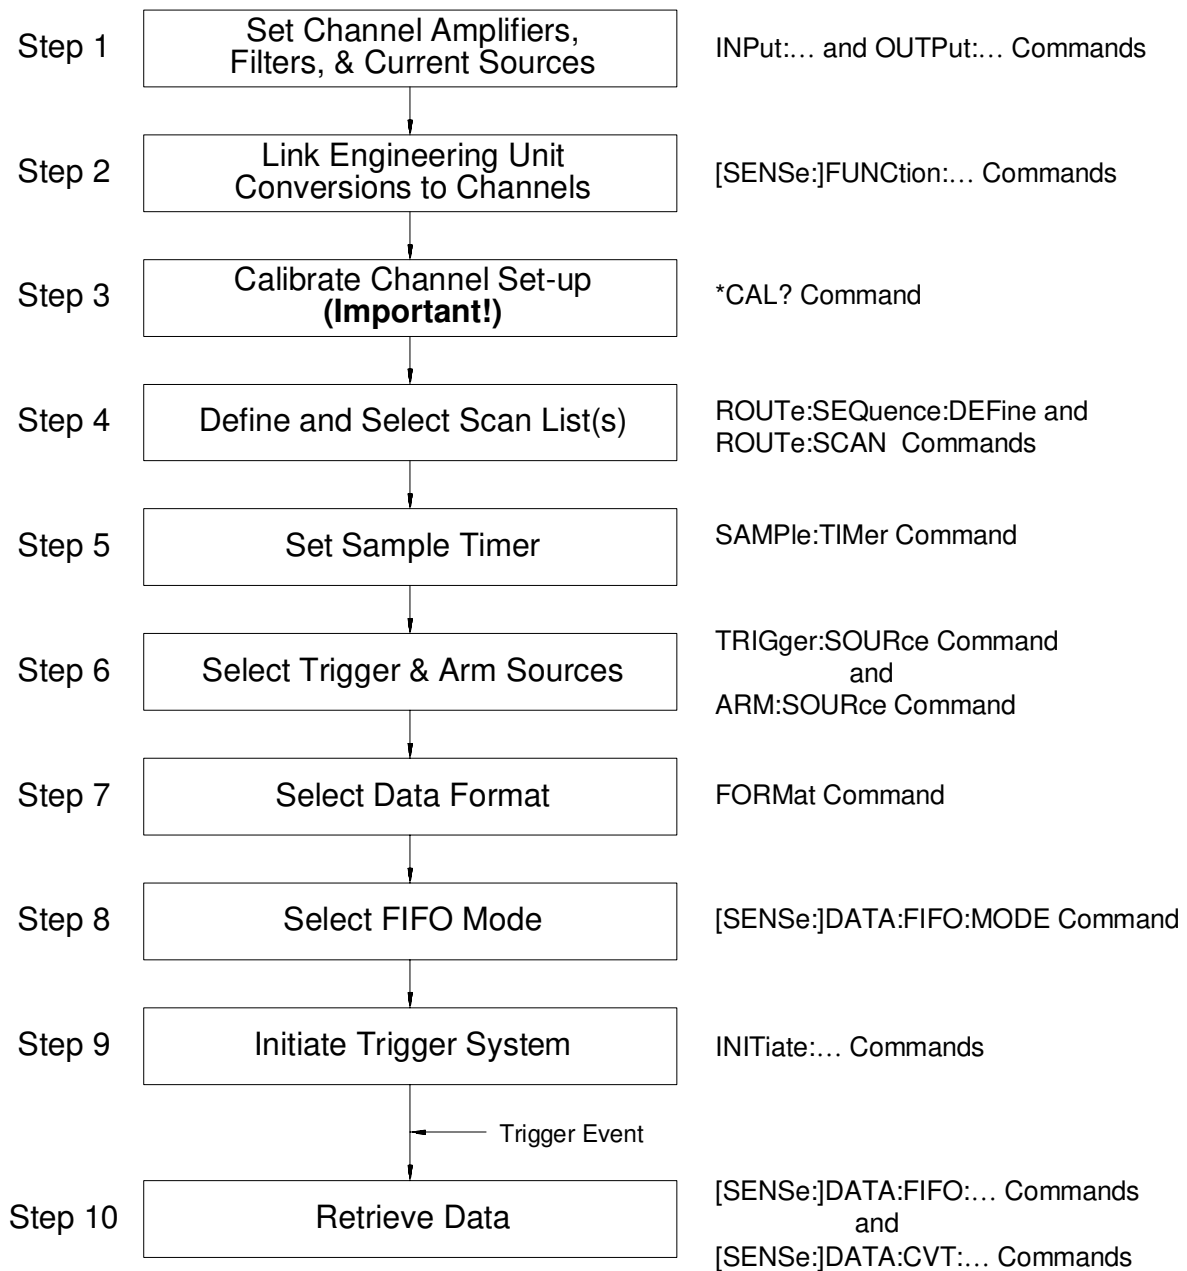 Step 1
Set Channel Amplifiers,
Filters, & Current Sources
INPut:… and OUTPut:… Commands
Step 2
Link Engineering Unit
Conversions to Channels
[SENSe:]FUNCtion:… Commands
Step 3
Calibrate Channel Set-up
(Important!)
*CAL? Command
Step 4
Define and Select Scan List(s)
ROUTe:SEQuence:DEFine and
ROUTe:SCAN Commands
Step 5
Set Sample Timer
SAMPle:TIMer Command
Step 6
Select Trigger & Arm Sources
TRIGger:SOURce Command
and
ARM:SOURce Command
Step 7
Select Data Format
FORMat Command
Step 8
Select FIFO Mode
[SENSe:]DATA:FIFO:MODE Command
Step 9
Initiate Trigger System
INITiate:… Commands
Trigger Event
Step 10
Retrieve Data
[SENSe:]DATA:FIFO:… Commands
and
[SENSe:]DATA:CVT:… Commands